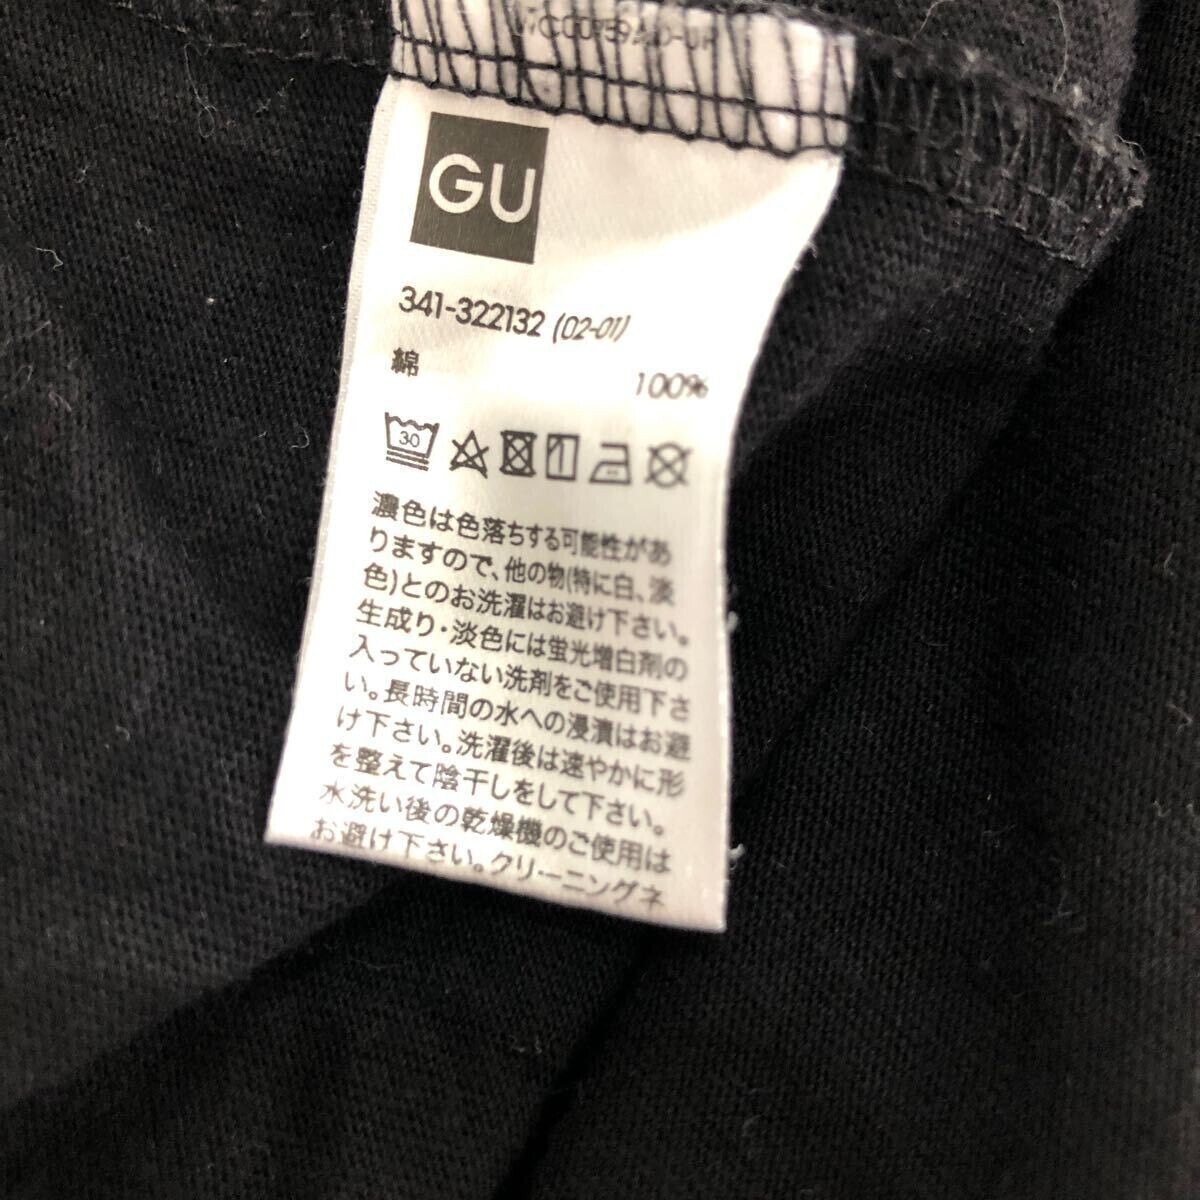 GU
341-322132 (02-01)
綿 100%
30
濃色は色落ちする可能性があ
りますので、他の物(特に白、淡
色)とのお洗濯はお避け下さい。
生成り・淡色には蛍光増白剤の
入っていない洗剤をご使用下さ
い。長時間の水への浸漬はお避
け下さい。洗濯後は速やかに形
を整えて陰干しをして下さい。
水洗い後の乾燥機のご使用は
お避け下さい。クリーニングネ